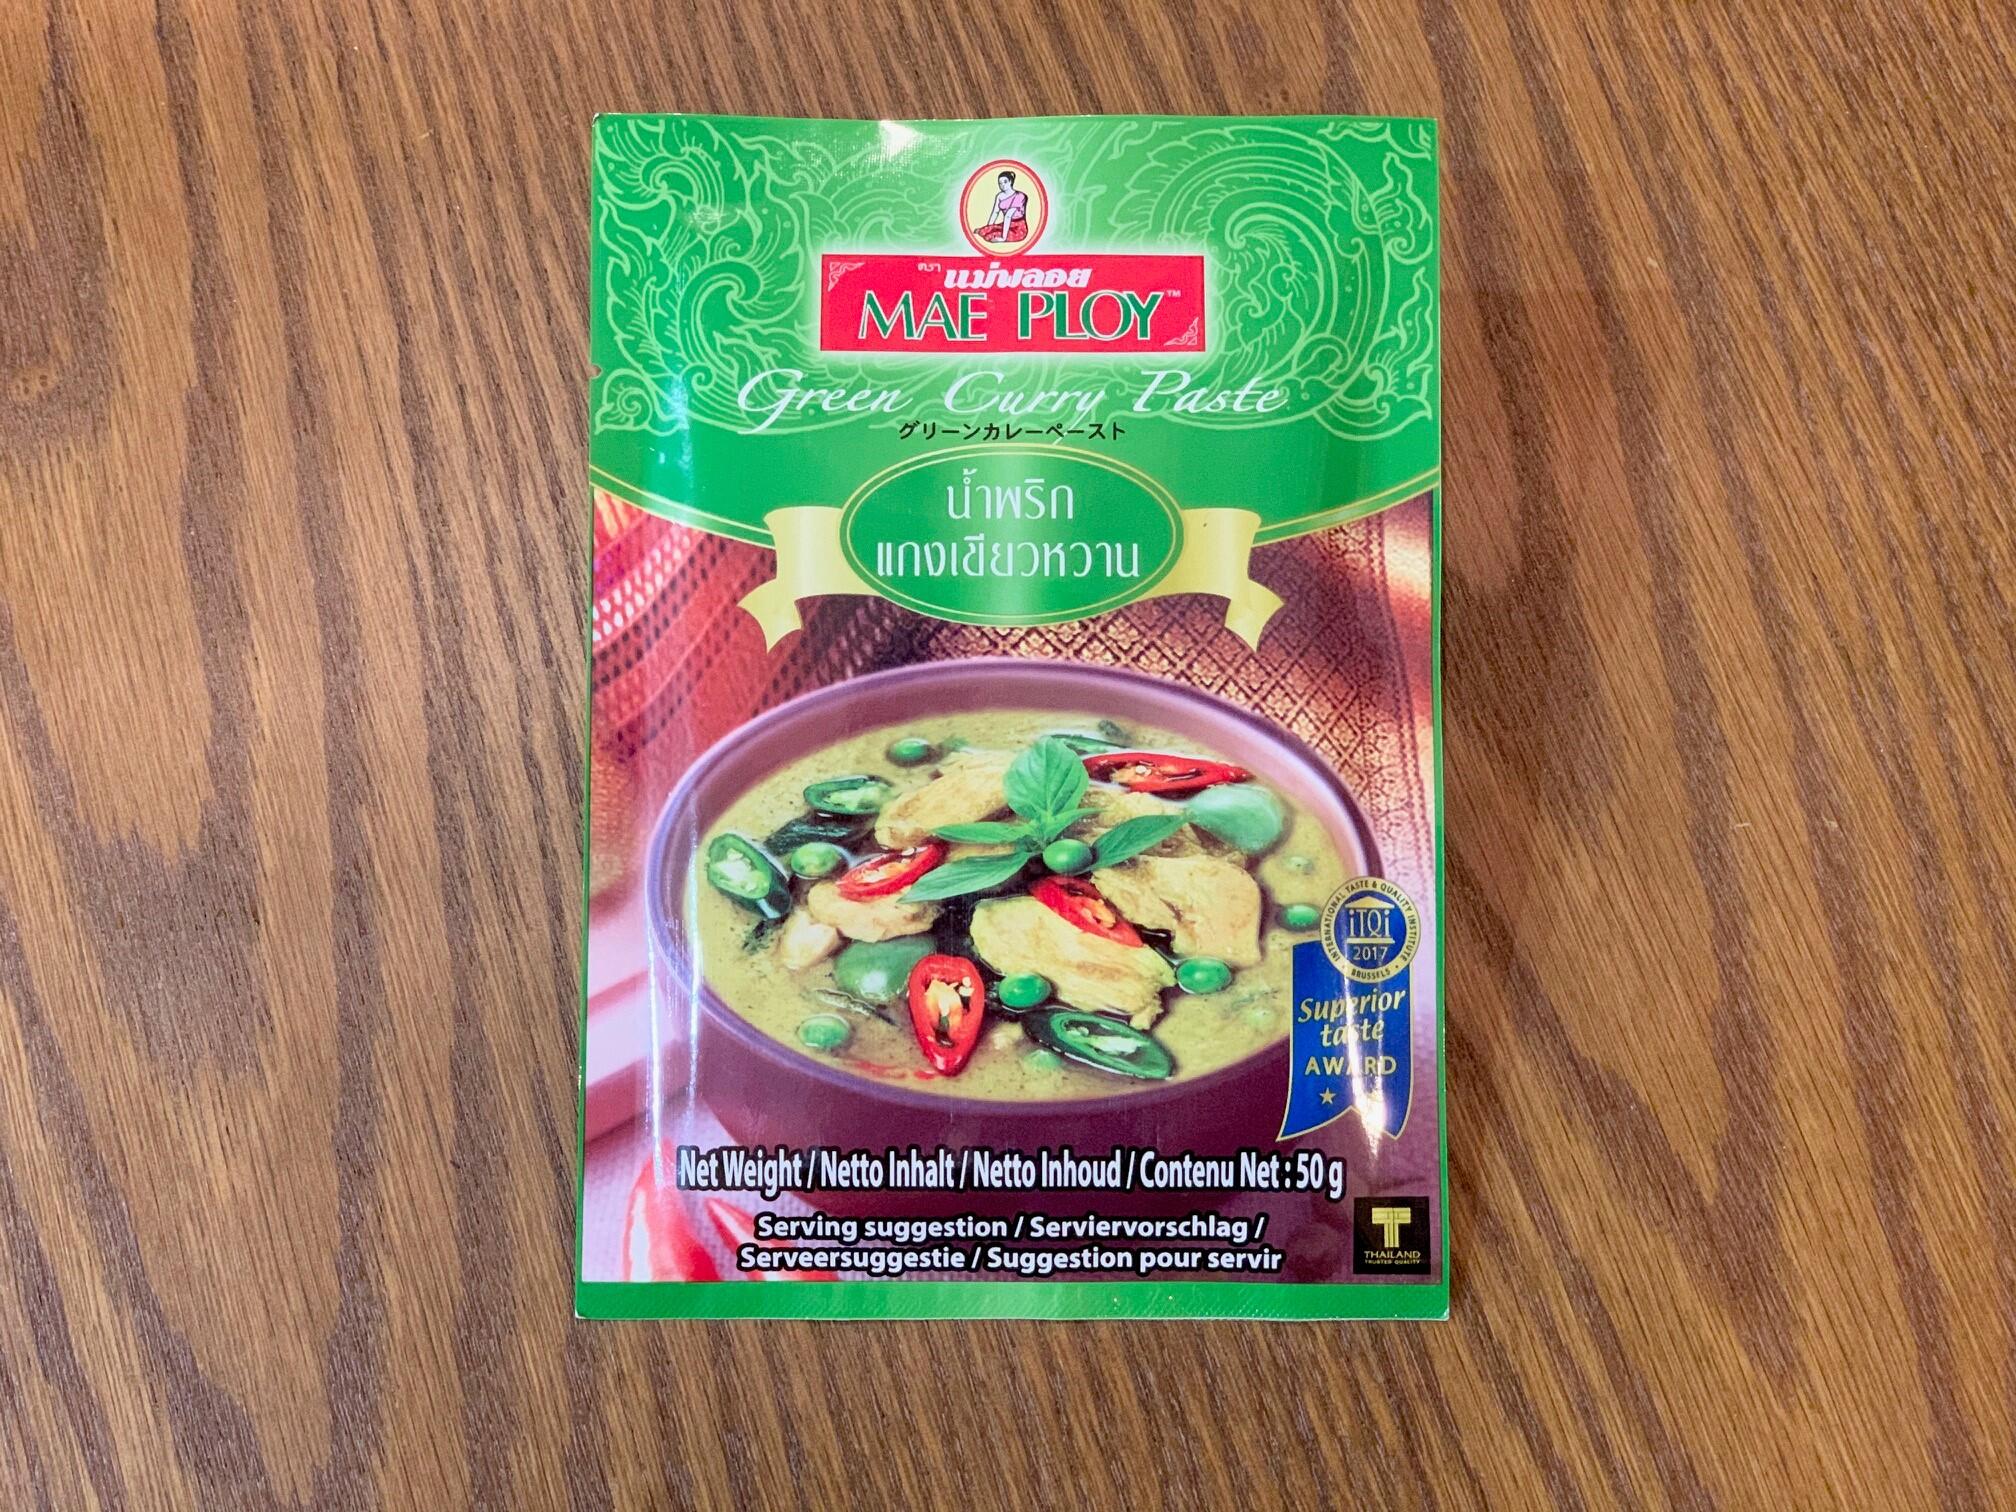 ตรา แม่พลอย
MAE PLOY™
Green Curry Paste
グリーンカレーペースト
น้ำพริก
แกงเขียวหวาน
INTERNATIONAL TASTE & QUALITY INSTITUTE
iTQi
2017
• BRUSSELS •
Superior
taste
AWARD
Net Weight / Netto Inhalt / Netto Inhoud / Contenu Net : 50 g
Serving suggestion / Serviervorschlag /
Serveersuggestie / Suggestion pour servir
THAILAND
TRUSTED QUALITY